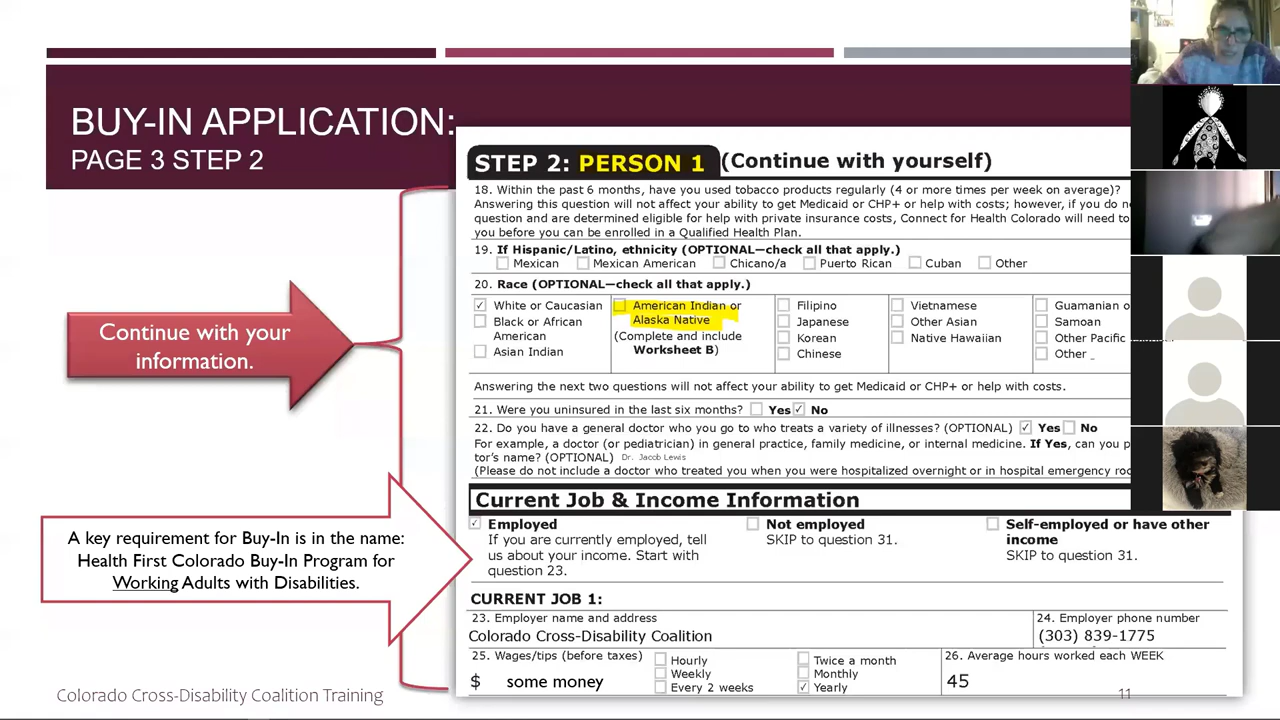 BUY-IN APPLICATION:
PAGE 3 STEP 2
Continue with your
information.
A key requirement for Buy-In is in the name:
Health First Colorado Buy-In Program for
Working Adults with Disabilities.
STEP 2: PERSON 1 (Continue with yourself)
18. Within the past 6 months, have you used tobacco products regularly (4 or more times per week on average)?
Answering this question will not affect your ability to get Medicaid or CHP+ or help with costs; however, if you do
question and are determined eligible for help with private insurance costs, Connect for Health Colorado will need to
you before you can be enrolled in a Qualified Health Plan.
19. If Hispanic/Latino, ethnicity (OPTIONAL—check all that apply.)
Mexican Mexican American Chicano/a Puerto Rican Cuban Other
20. Race (OPTIONAL—check all that apply.)
White or Caucasian
Black or African
American
Asian Indian
American Indian or
Alaska Native
(Complete and include
Worksheet B)
Filipino
Japanese
Korean
Chinese
Vietnamese
Other Asian
Native Hawaiian
Guamanian
Samoan
Other Pacific
Other _
Answering the next two questions will not affect your ability to get Medicaid or CHP+ or help with costs.
21. Were you uninsured in the last six months? Yes No
22. Do you have a general doctor who you go to who treats a variety of illnesses? (OPTIONAL) Yes No
For example, a doctor (or pediatrician) in general practice, family medicine, or internal medicine. If Yes, can you
tor's name? (OPTIONAL) Dr. Jacob Lewis
(Please do not include a doctor who treated you when you were hospitalized overnight or in hospital emergency
Current Job & Income Information
Employed
If you are currently employed, tell
us about your income. Start with
question 23.
Not employed
SKIP to question 31.
Self-employed or have other
income
SKIP to question 31.
CURRENT JOB 1:
23. Employer name and address
Colorado Cross-Disability Coalition
24. Employer phone number
(303) 839-1775
25. Wages/tips (before taxes)
$ some money
Hourly
Weekly
Every 2 weeks
Twice a month
Monthly
Yearly
26. Average hours worked each WEEK
45
Colorado Cross-Disability Coalition Training
11